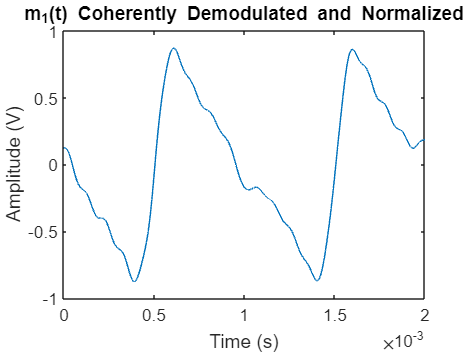 m₁(t) Coherently Demodulated and Normalized
1
0.5
0
-0.5
-1
Amplitude (V)
0 0.5 1 1.5 2
Time (s) ×10⁻³